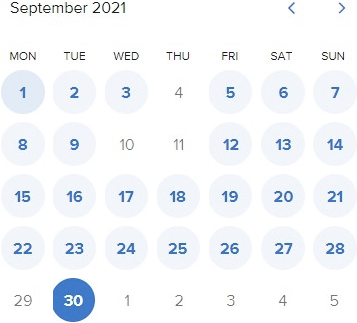 September 2021
MON TUE WED THU FRI SAT SUN
1 2 3 4 5 6 7
8 9 10 11 12 13 14
15 16 17 18 19 20 21
22 23 24 25 26 27 28
29 30 1 2 3 4 5